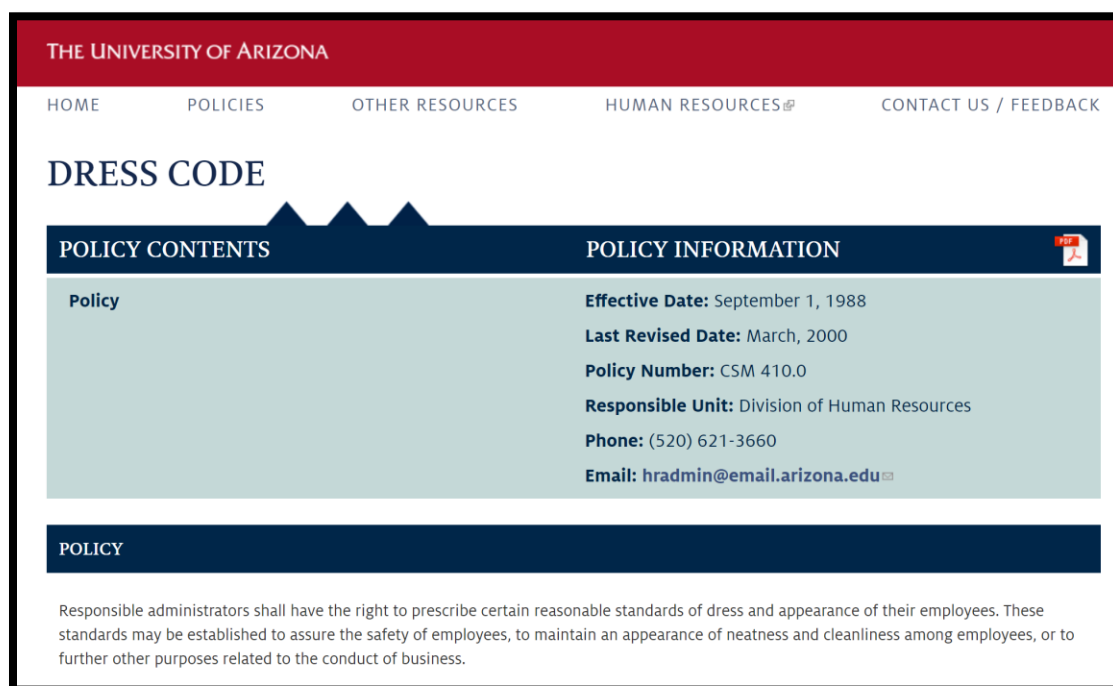 THE UNIVERSITY OF ARIZONA
HOME POLICIES OTHER RESOURCES HUMAN RESOURCES CONTACT US / FEEDBACK
DRESS CODE
POLICY CONTENTS POLICY INFORMATION PDF
Policy Effective Date: September 1, 1988
Last Revised Date: March, 2000
Policy Number: CSM 410.0
Responsible Unit: Division of Human Resources
Phone: (520) 621-3660
Email: hradmin@email.arizona.edu
POLICY
Responsible administrators shall have the right to prescribe certain reasonable standards of dress and appearance of their employees. These
standards may be established to assure the safety of employees, to maintain an appearance of neatness and cleanliness among employees, or to
further other purposes related to the conduct of business.